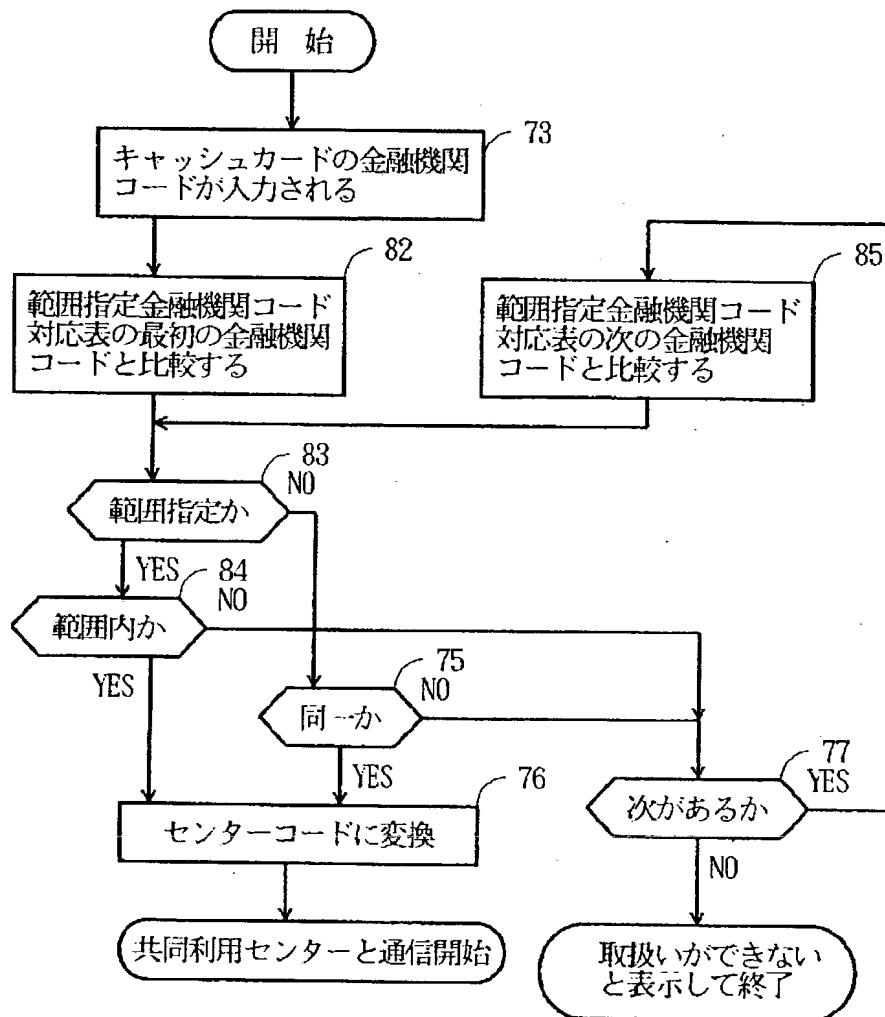 開 始
73
キャッシュカードの金融機関
コードが入力される
82
範囲指定金融機関コード
対応表の最初の金融機関
コードと比較する
85
範囲指定金融機関コード
対応表の次の金融機関
コードと比較する
83
範囲指定か
NO
YES
84
範囲内か
NO
YES
75
同一か
NO
YES
76
センターコードに変換
77
次があるか
YES
NO
共同利用センターと通信開始
取扱いができない
と表示して終了